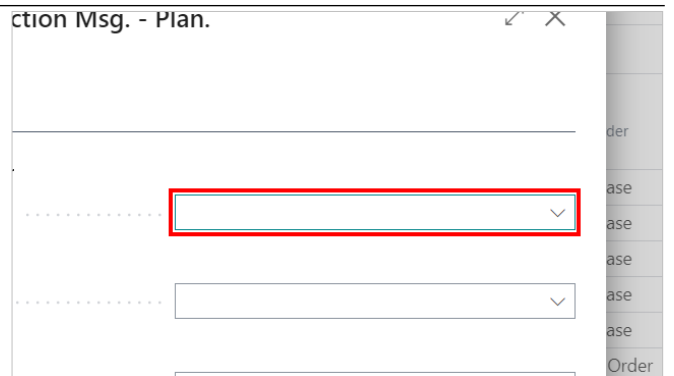 ction Msg. - Plan.
der
ase
ase
ase
ase
ase
Order